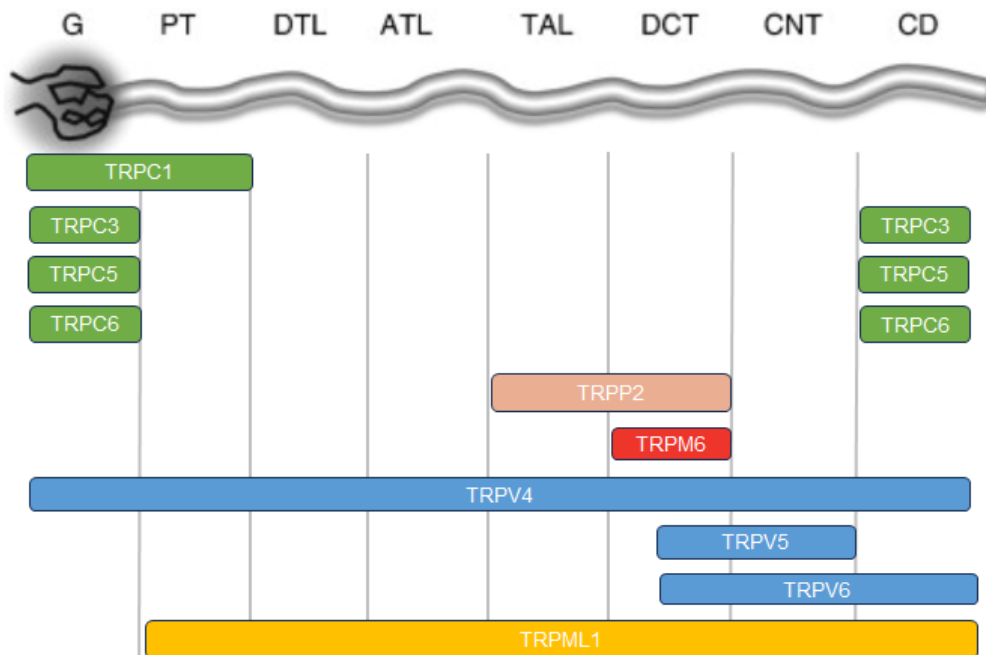 G PT DTL ATL TAL DCT CNT CD
TRPC1
TRPC3 TRPC3
TRPC5 TRPC5
TRPC6 TRPC6
TRPP2
TRPM6
TRPV4
TRPV5
TRPV6
TRPML1